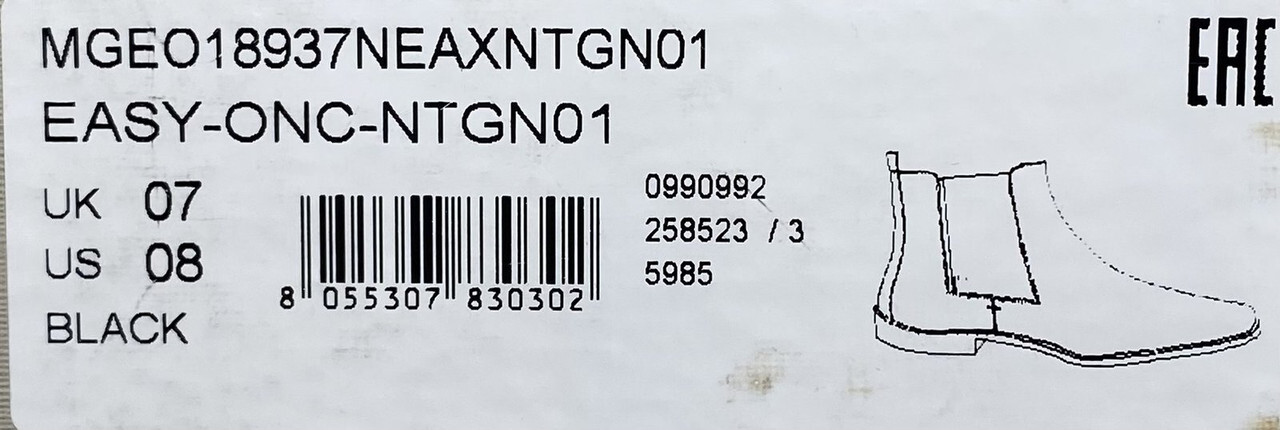 MGEO18937NEAXNTGN01
EASY-ONC-NTGN01
UK 07
US 08
BLACK
8 055307 830302
0990992
258523 / 3
5985
EAC